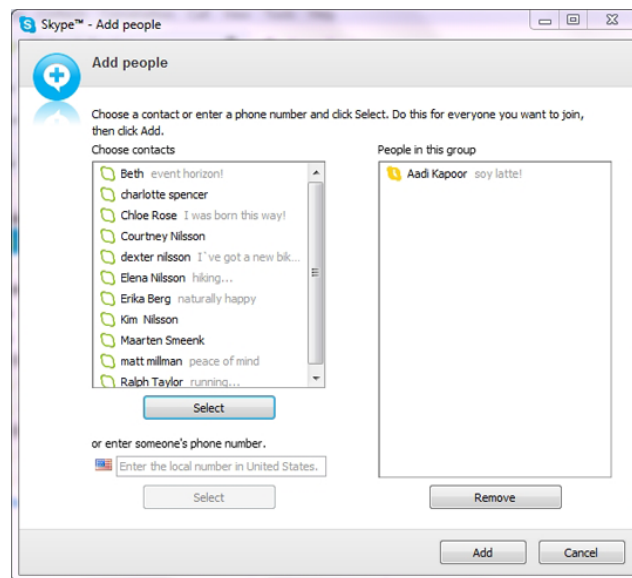 Skype™ - Add people
Add people
Choose a contact or enter a phone number and click Select. Do this for everyone you want to join,
then click Add.
Choose contacts
Beth event horizon!
charlotte spencer
Chloe Rose I was born this way!
Courtney Nilsson
dexter nilsson I`ve got a new bik...
Elena Nilsson hiking...
Erika Berg naturally happy
Kim Nilsson
Maarten Smeenk
matt millman peace of mind
Ralph Taylor running...
Select
or enter someone's phone number.
Enter the local number in United States.
Select
People in this group
Aadi Kapoor soy latte!
Remove
Add
Cancel